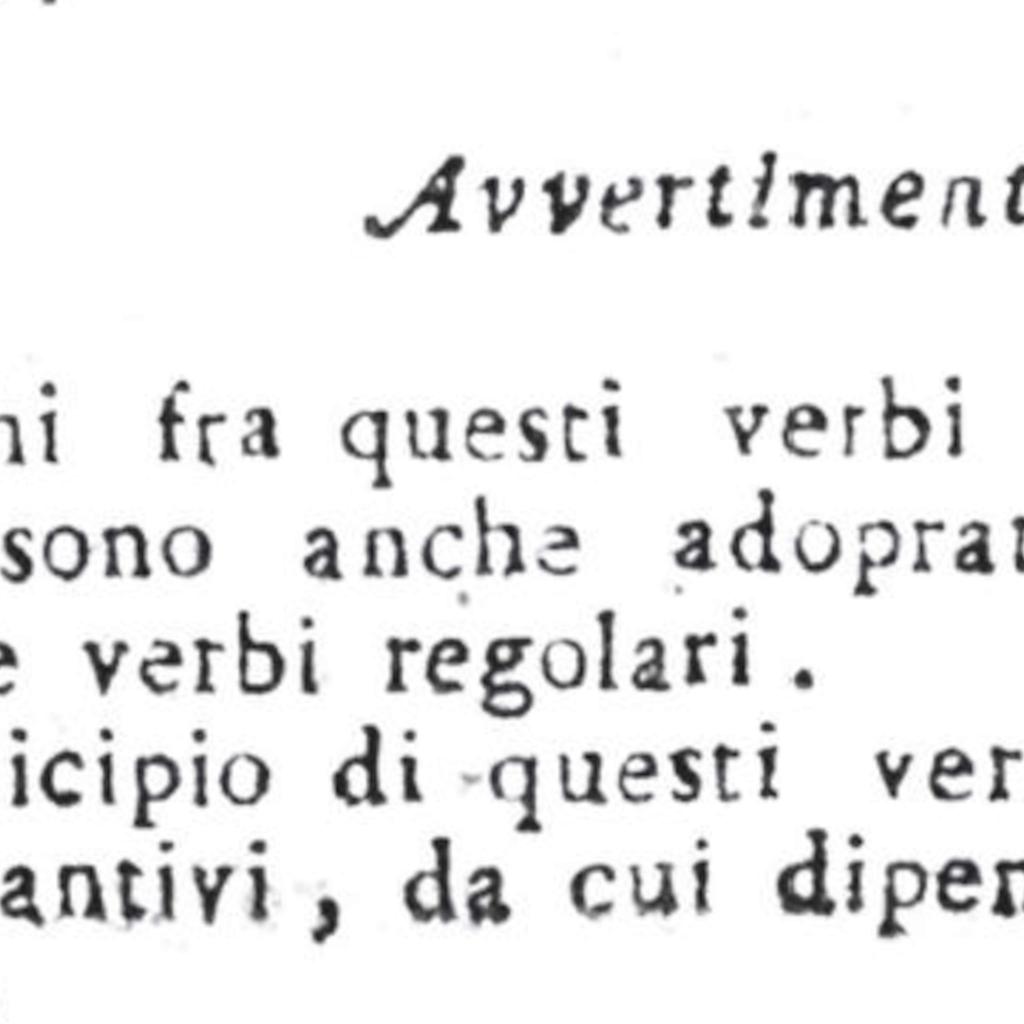 Avvertiment
ni fra questi verbi
sono anche adoprat
e verbi regolari .
icipio di questi ver
antivi , da cui dipen